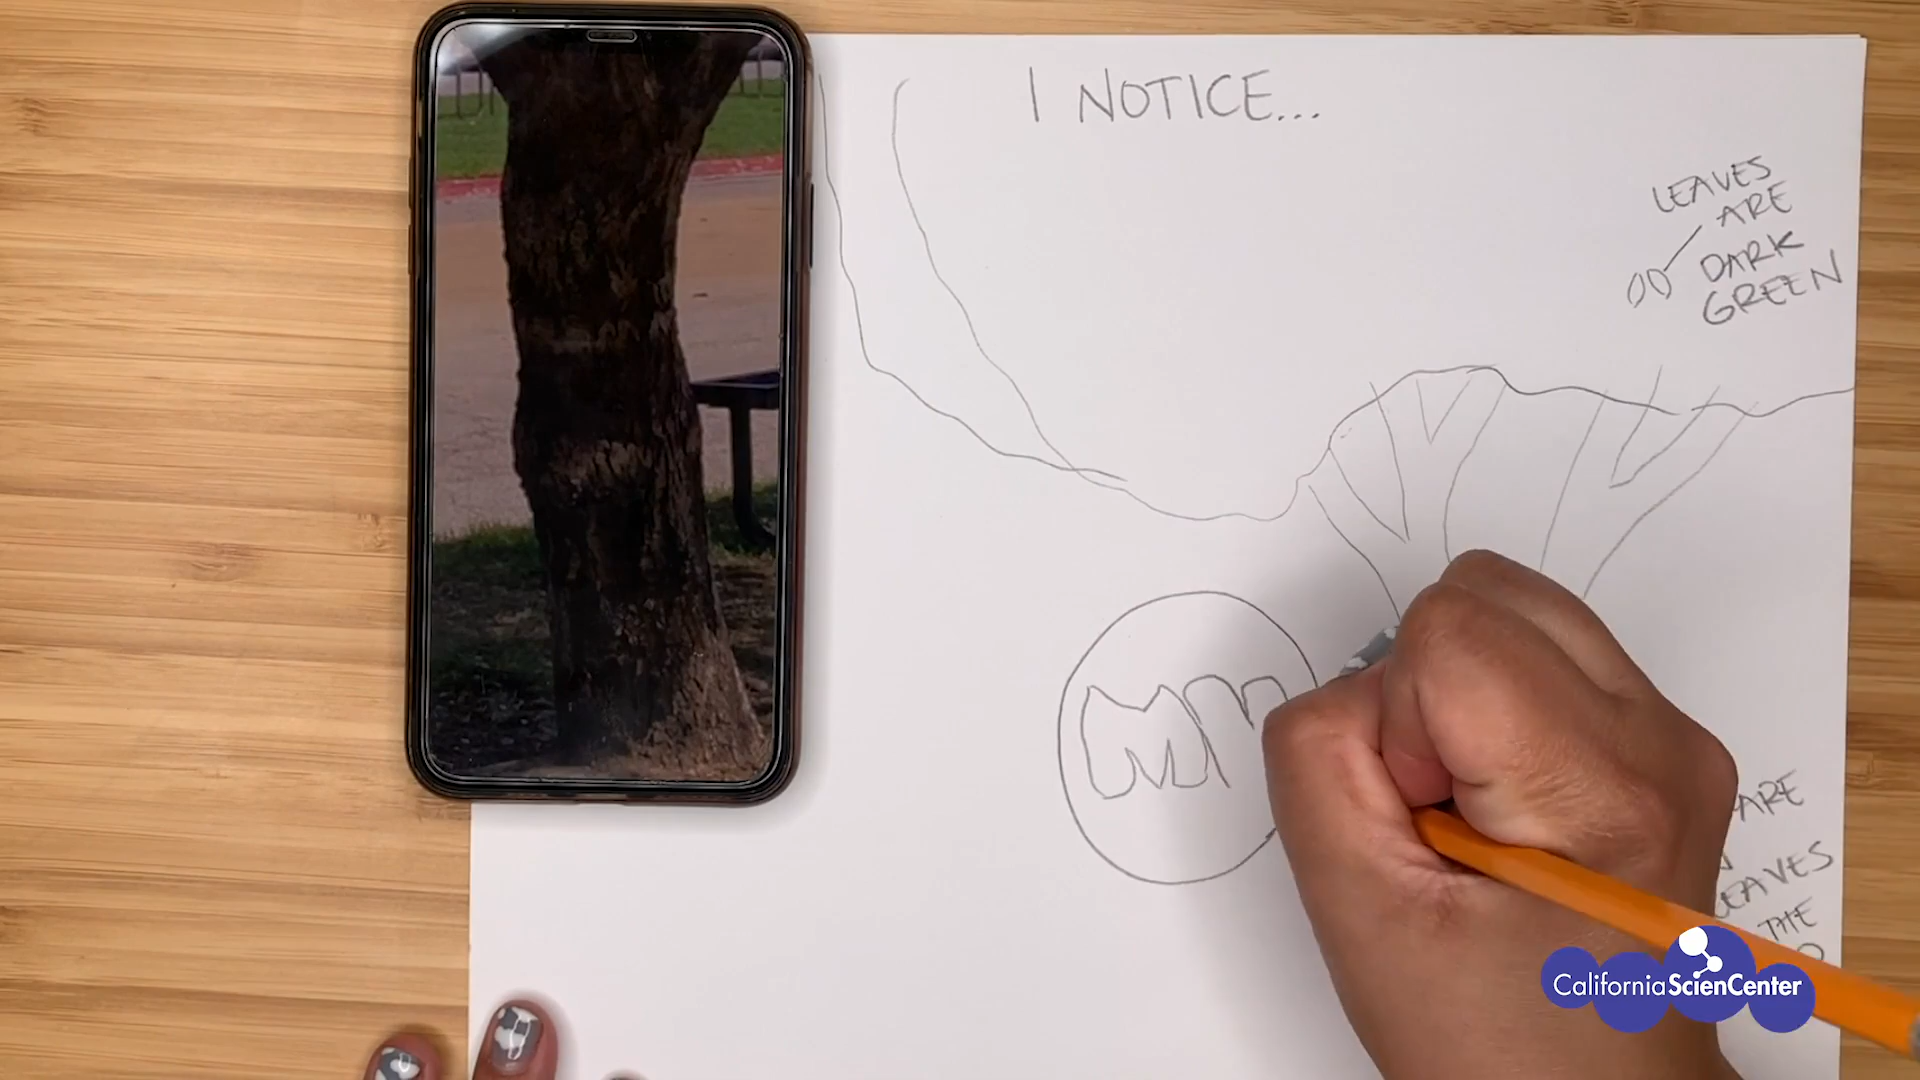 I NOTICE...
LEAVES
ARE
DARK
GREEN
ARE
LEAVES
THE
California ScienCenter